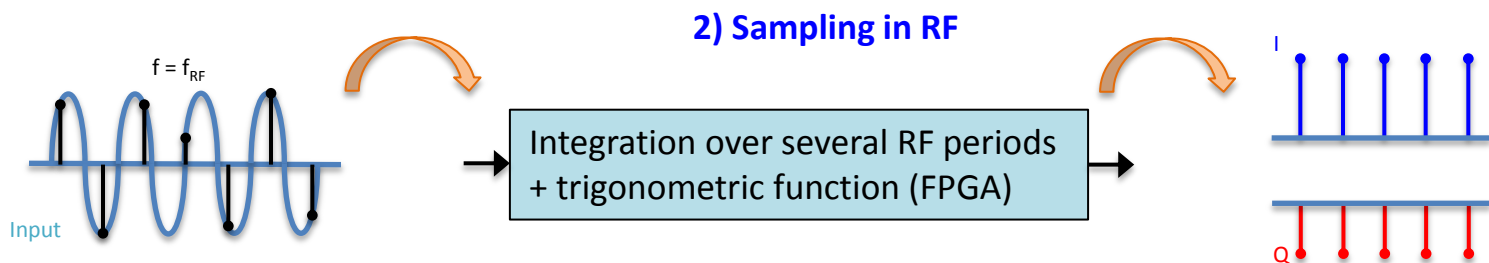 2) Sampling in RF
f = fRF
Input
Integration over several RF periods
+ trigonometric function (FPGA)
I
Q